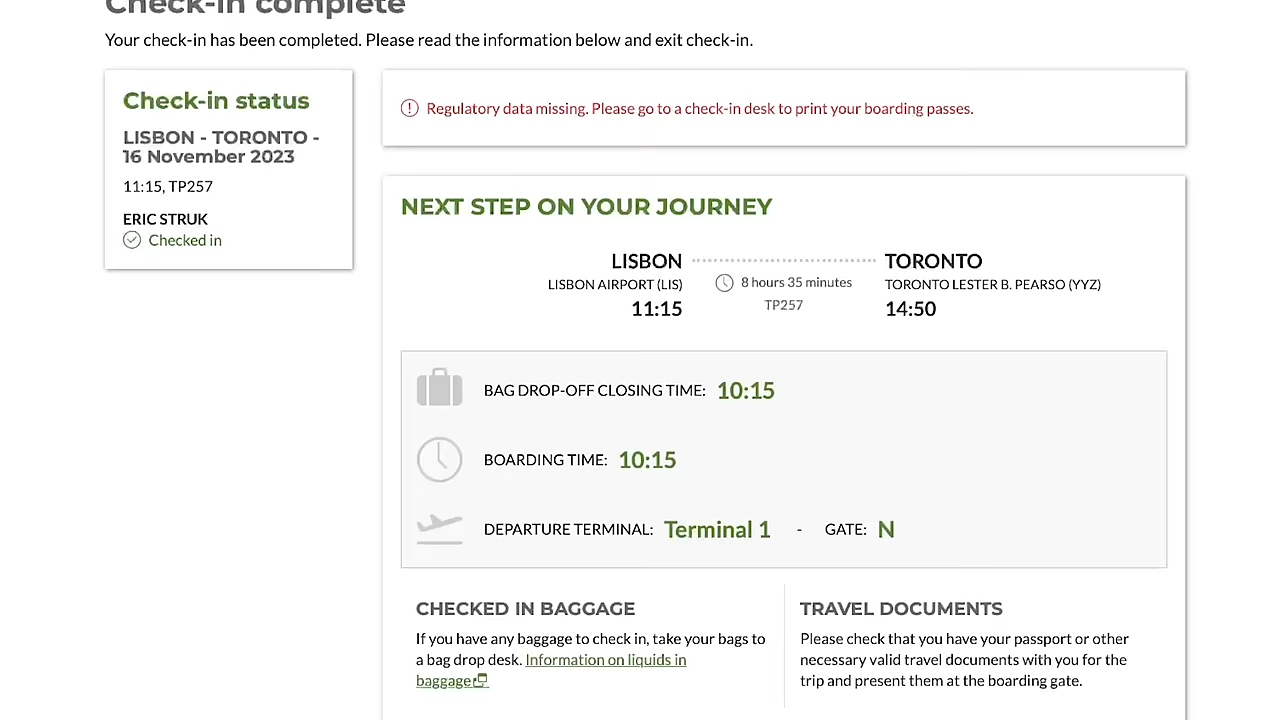 Check-in complete
Your check-in has been completed. Please read the information below and exit check-in.
Check-in status
LISBON - TORONTO -
16 November 2023
11:15, TP257
ERIC STRUK
Checked in
Regulatory data missing. Please go to a check-in desk to print your boarding passes.
NEXT STEP ON YOUR JOURNEY
LISBON
LISBON AIRPORT (LIS)
11:15
8 hours 35 minutes
TP257
TORONTO
TORONTO LESTER B. PEARSO (YYZ)
14:50
BAG DROP-OFF CLOSING TIME: 10:15
BOARDING TIME: 10:15
DEPARTURE TERMINAL: Terminal 1 - GATE: N
CHECKED IN BAGGAGE
If you have any baggage to check in, take your bags to
a bag drop desk. Information on liquids in
baggage
TRAVEL DOCUMENTS
Please check that you have your passport or other
necessary valid travel documents with you for the
trip and present them at the boarding gate.